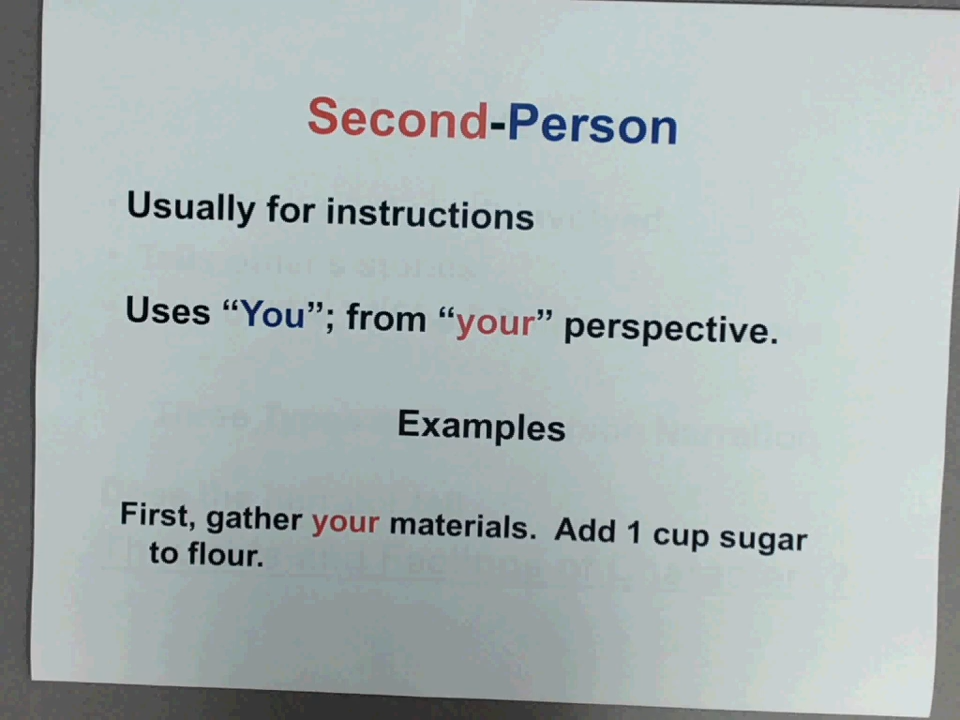 Second-Person
Usually for instructions
Uses “You”; from “your” perspective.
Examples
First, gather your materials.  Add 1 cup sugar
to flour.